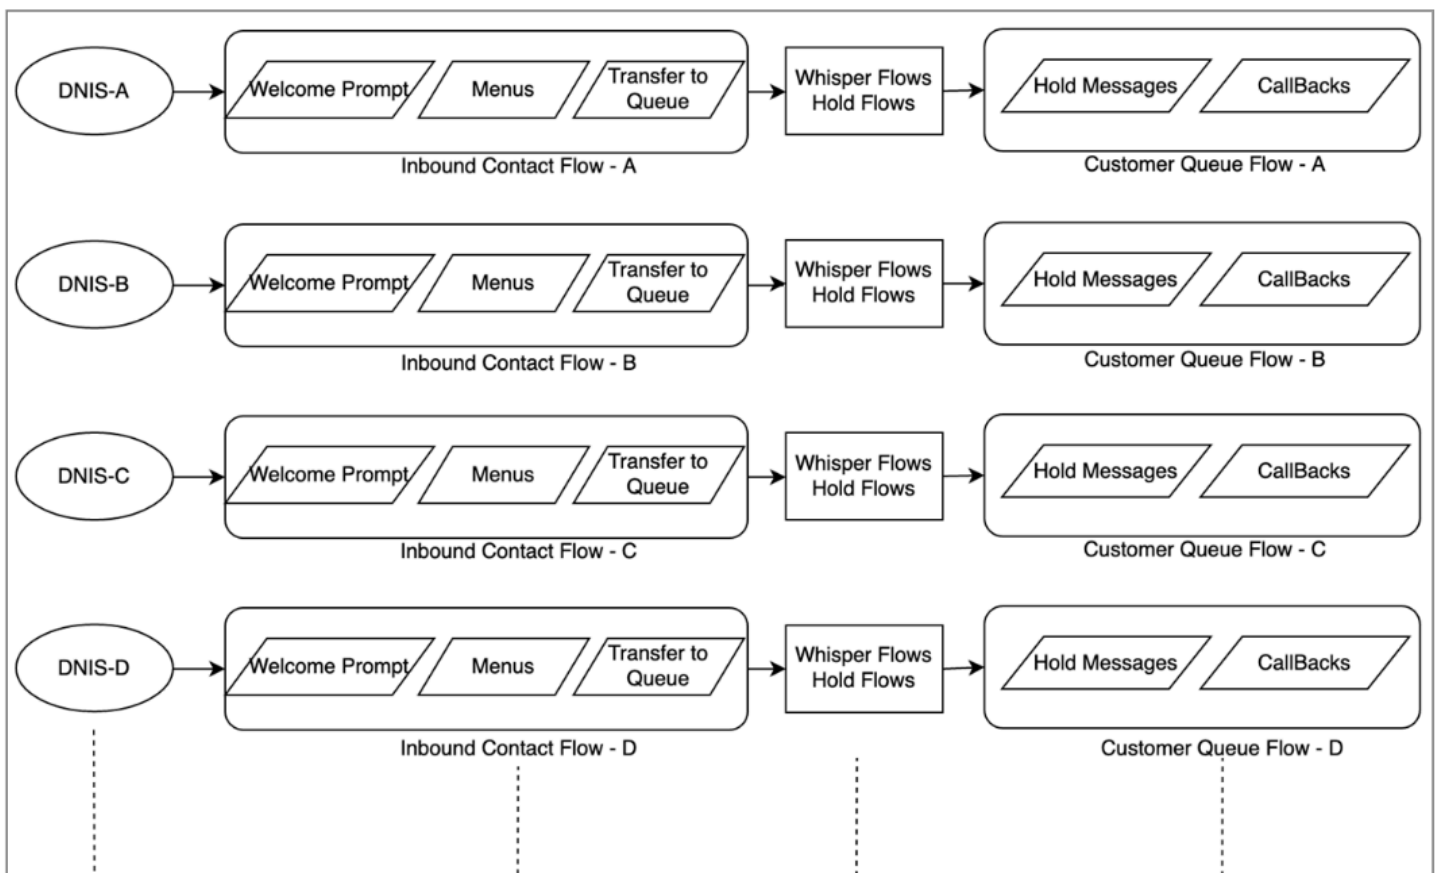 DNIS-A
Welcome Prompt
Menus
Transfer to
Queue
Inbound Contact Flow - A
Whisper Flows
Hold Flows
Hold Messages
CallBacks
Customer Queue Flow - A
DNIS-B
Welcome Prompt
Menus
Transfer to
Queue
Inbound Contact Flow - B
Whisper Flows
Hold Flows
Hold Messages
CallBacks
Customer Queue Flow - B
DNIS-C
Welcome Prompt
Menus
Transfer to
Queue
Inbound Contact Flow - C
Whisper Flows
Hold Flows
Hold Messages
CallBacks
Customer Queue Flow - C
DNIS-D
Welcome Prompt
Menus
Transfer to
Queue
Inbound Contact Flow - D
Whisper Flows
Hold Flows
Hold Messages
CallBacks
Customer Queue Flow - D